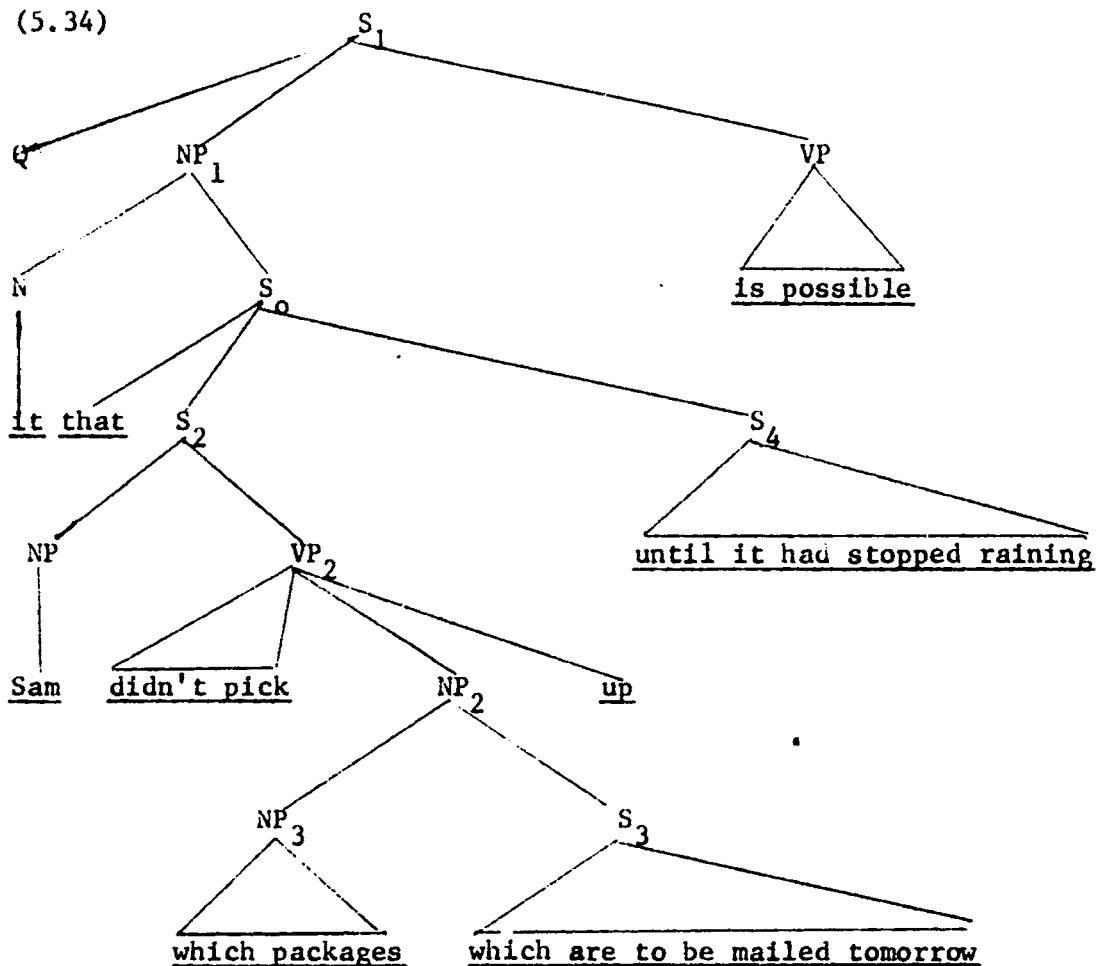 (5.34)
S1
Q NP1 VP
N So is possible
it that S2 S4
NP VP2 until it had stopped raining
Sam didn't pick NP2 up
NP3 S3
which packages which are to be mailed tomorrow